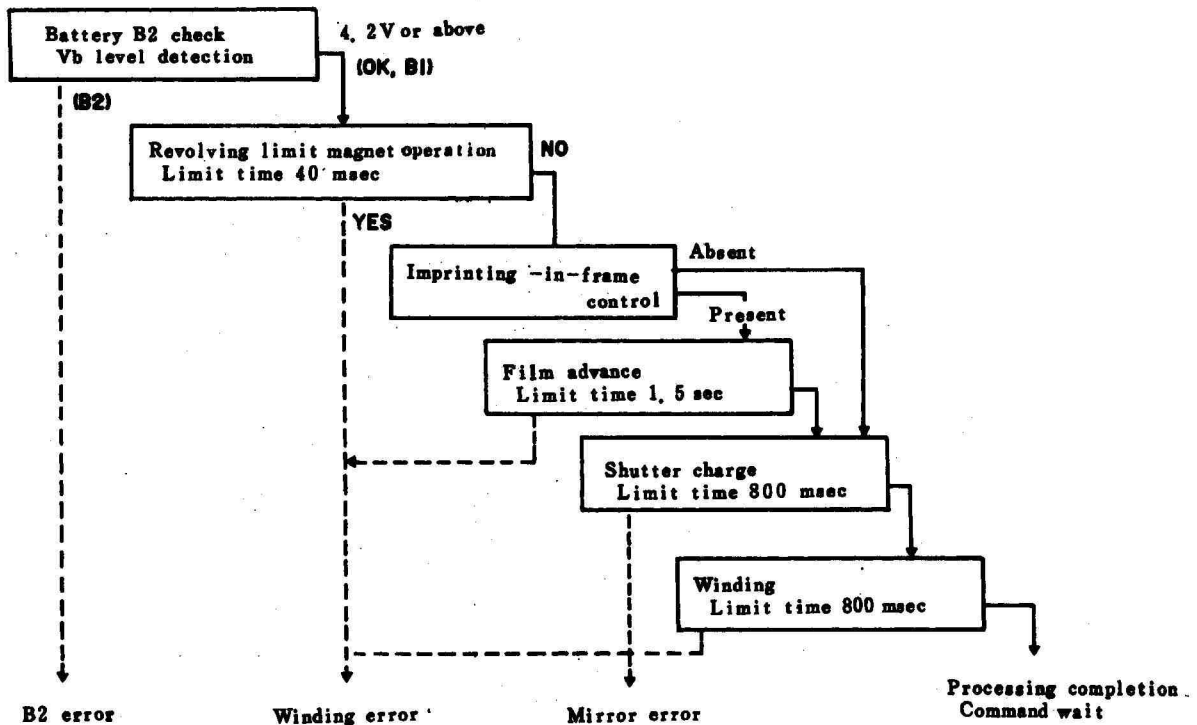 Battery B2 check
Vb level detection
4. 2V or above
(OK, B1)
(B2)
Revolving limit magnet operation
Limit time 40 msec
NO
YES
Imprinting -in-frame
control
Absent
Present
Film advance
Limit time 1. 5 sec
Shutter charge
Limit time 800 msec
Winding
Limit time 800 msec
B2 error
Winding error
Mirror error
Processing completion
Command wait